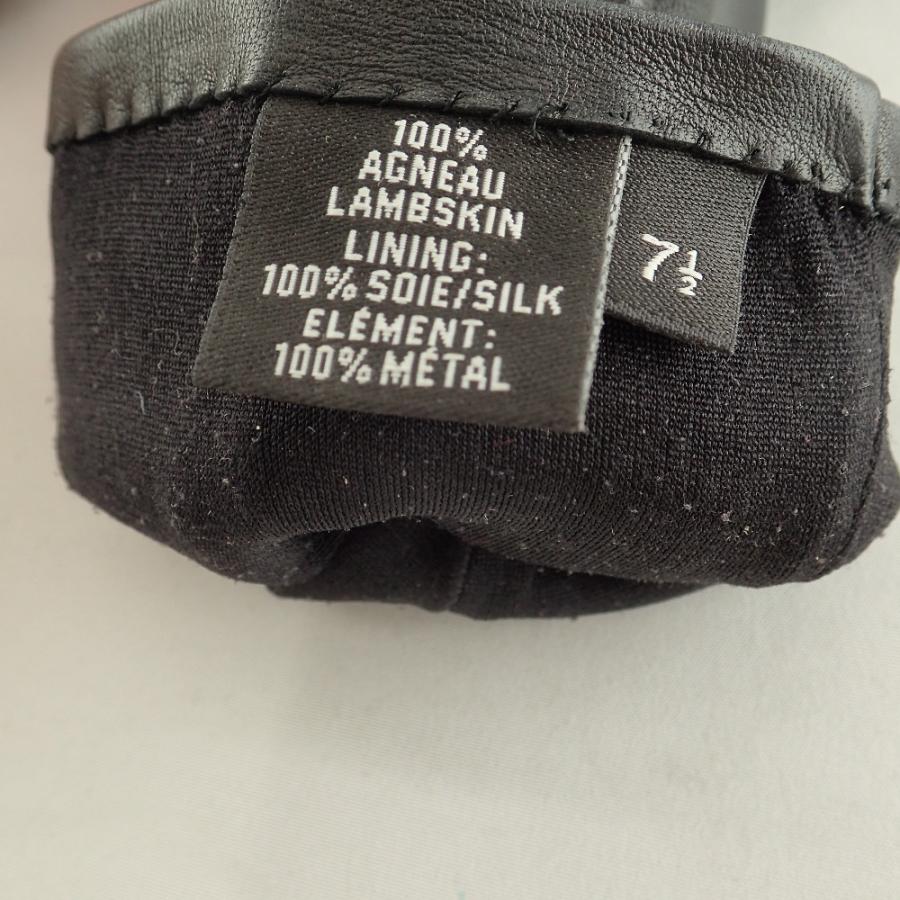 100%
AGNEAU
LAMBSKIN
LINING:
100% SOIE/SILK
ELÉMENT:
100% MÉTAL
7½